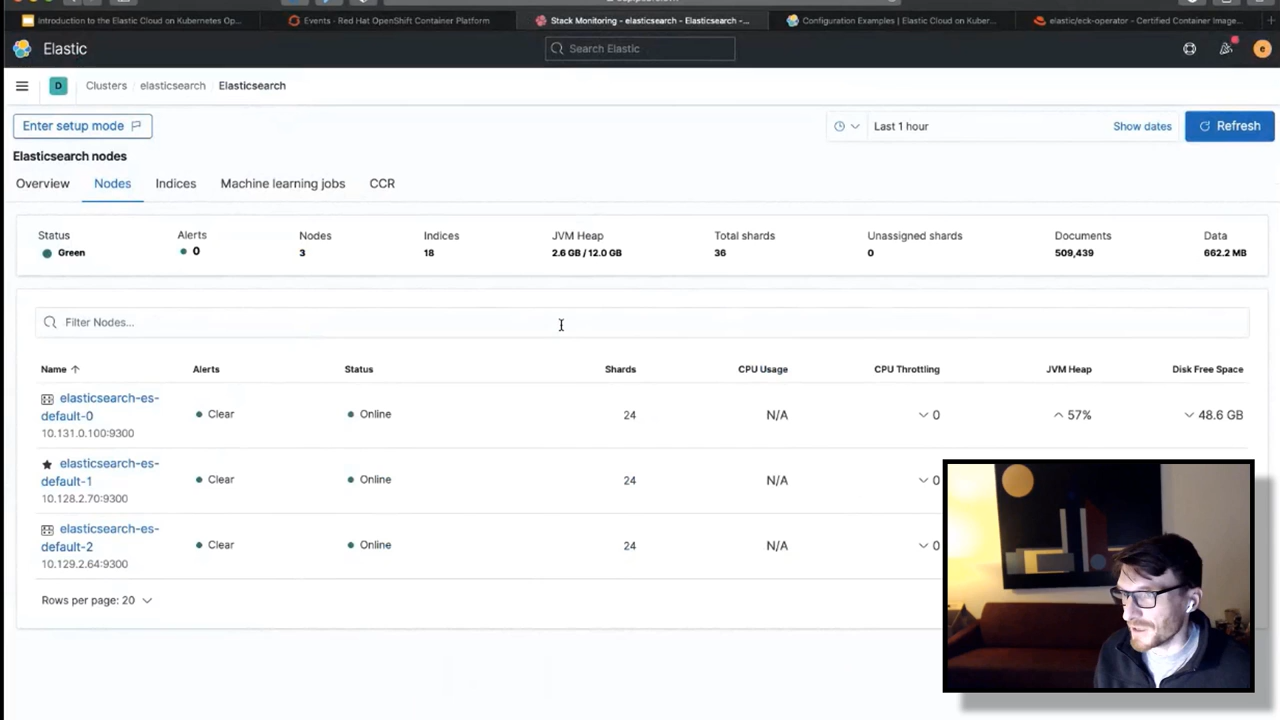 Introduction to the Elastic Cloud on Kubernetes Op...
Events · Red Hat OpenShift Container Platform
Stack Monitoring - elasticsearch - Elasticsearch -...
Configuration Examples | Elastic Cloud on Kuber...
elastic/eck-operator - Certified Container Image...
Elastic
Search Elastic
e
D
Clusters
elasticsearch
Elasticsearch
Enter setup mode
Last 1 hour
Show dates
Refresh
Elasticsearch nodes
Overview
Nodes
Indices
Machine learning jobs
CCR
Status
Alerts
Nodes
Indices
JVM Heap
Total shards
Unassigned shards
Documents
Data
Green
0
3
18
2.6 GB / 12.0 GB
36
0
509,439
662.2 MB
Filter Nodes...
Name
Alerts
Status
Shards
CPU Usage
CPU Throttling
JVM Heap
Disk Free Space
elasticsearch-es-
default-0
10.131.0.100:9300
Clear
Online
24
N/A
0
57%
48.6 GB
elasticsearch-es-
default-1
10.128.2.70:9300
Clear
Online
24
N/A
0
elasticsearch-es-
default-2
10.129.2.64:9300
Clear
Online
24
N/A
0
Rows per page: 20